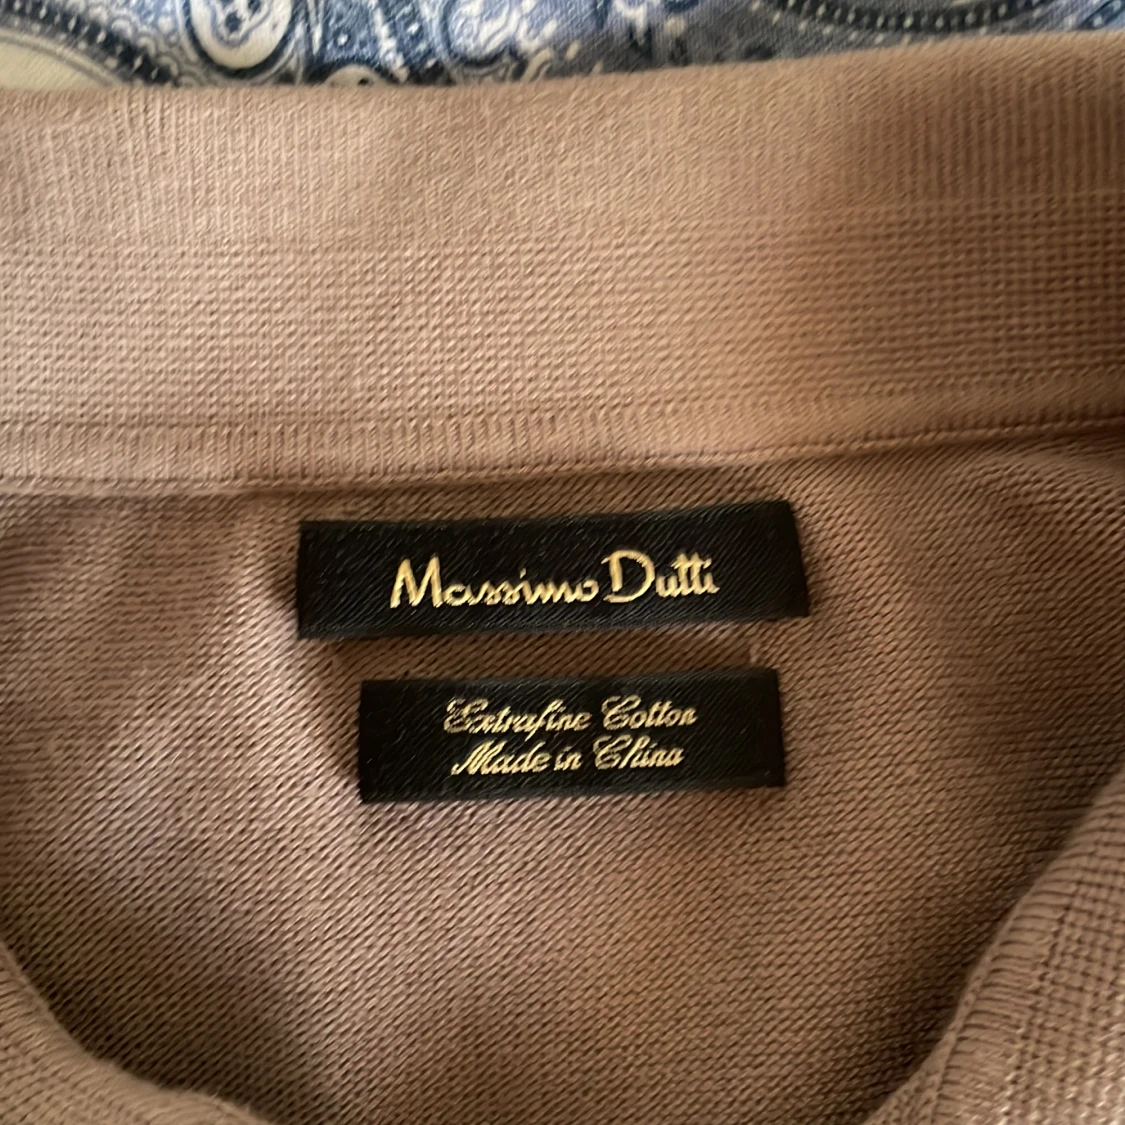 Massimo Dutti
Extrafine Cotton
Made in China